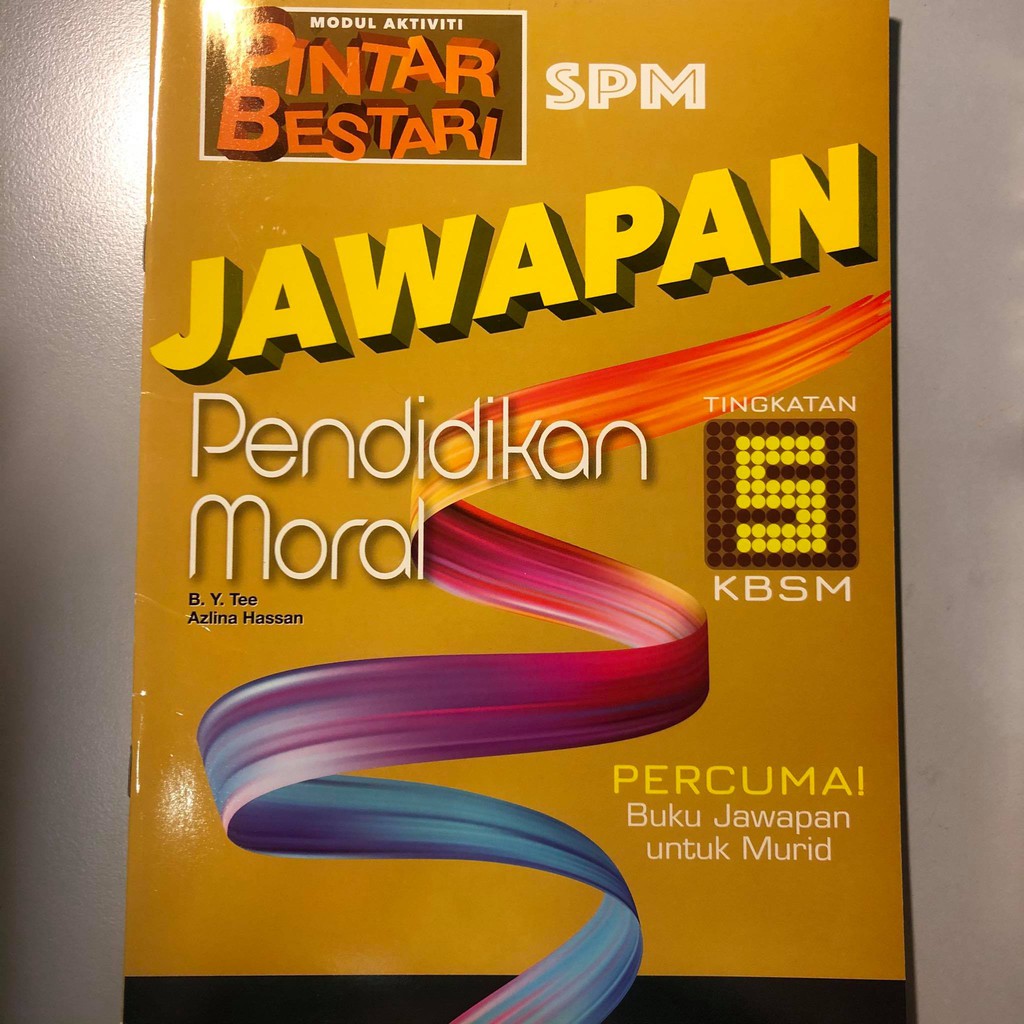 MODUL AKTIVITI
PINTAR
BESTARI
SPM
JAWAPAN
Pendidikan
Moral
B. Y. Tee
Azlina Hassan
TINGKATAN
5
KBSM
PERCUMA!
Buku Jawapan
untuk Murid